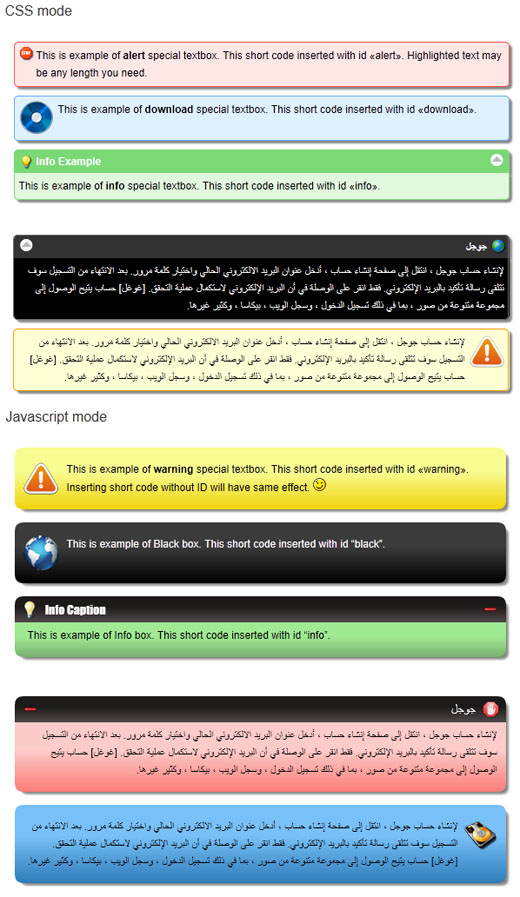 CSS mode
This is example of alert special textbox. This short code inserted with id «alert». Highlighted text may
be any length you need.
This is example of download special textbox. This short code inserted with id «download».
Info Example
This is example of info special textbox. This short code inserted with id «info».
جوجل
لإنشاء حساب جوجل ، انتقل إلى صفحة إنشاء حساب ، أدخل عنوان البريد الالكتروني الحالي واختيار كلمة مرور. بعد الانتهاء من التسجيل سوف
تتلقى رسالة تأكيد بالبريد الإلكتروني. فقط انقر على الوصلة في أن البريد الإلكتروني لاستكمال عملية التحقق. [غوغل] حساب يتيح الوصول إلى
مجموعة متنوعة من صور ، بما في ذلك تسجيل الدخول ، وسجل الويب ، بيكاسا ، وكثير غيرها.
لإنشاء حساب جوجل ، انتقل إلى صفحة إنشاء حساب ، أدخل عنوان البريد الالكتروني الحالي واختيار كلمة مرور. بعد الانتهاء من
التسجيل سوف تتلقى رسالة تأكيد بالبريد الإلكتروني. فقط انقر على الوصلة في أن البريد الإلكتروني لاستكمال عملية التحقق. [غوغل]
حساب يتيح الوصول إلى مجموعة متنوعة من صور ، بما في ذلك تسجيل الدخول ، وسجل الويب ، بيكاسا ، وكثير غيرها.
Javascript mode
This is example of warning special textbox. This short code inserted with id «warning».
Inserting short code without ID will have same effect.
This is example of Black box. This short code inserted with id “black”.
Info Caption
This is example of Info box. This short code inserted with id “info”.
جوجل
لإنشاء حساب جوجل ، انتقل إلى صفحة إنشاء حساب ، أدخل عنوان البريد الالكتروني الحالي واختيار كلمة مرور. بعد الانتهاء من التسجيل
سوف تتلقى رسالة تأكيد بالبريد الإلكتروني. فقط انقر على الوصلة في أن البريد الإلكتروني لاستكمال عملية التحقق. [غوغل] حساب يتيح
الوصول إلى مجموعة متنوعة من صور ، بما في ذلك تسجيل الدخول ، وسجل الويب ، بيكاسا ، وكثير غيرها.
لإنشاء حساب جوجل ، انتقل إلى صفحة إنشاء حساب ، أدخل عنوان البريد الالكتروني الحالي واختيار كلمة مرور. بعد الانتهاء من
التسجيل سوف تتلقى رسالة تأكيد بالبريد الإلكتروني. فقط انقر على الوصلة في أن البريد الإلكتروني لاستكمال عملية التحقق.
[غوغل] حساب يتيح الوصول إلى مجموعة متنوعة من صور ، بما في ذلك تسجيل الدخول ، وسجل الويب ، بيكاسا ، وكثير غيرها.